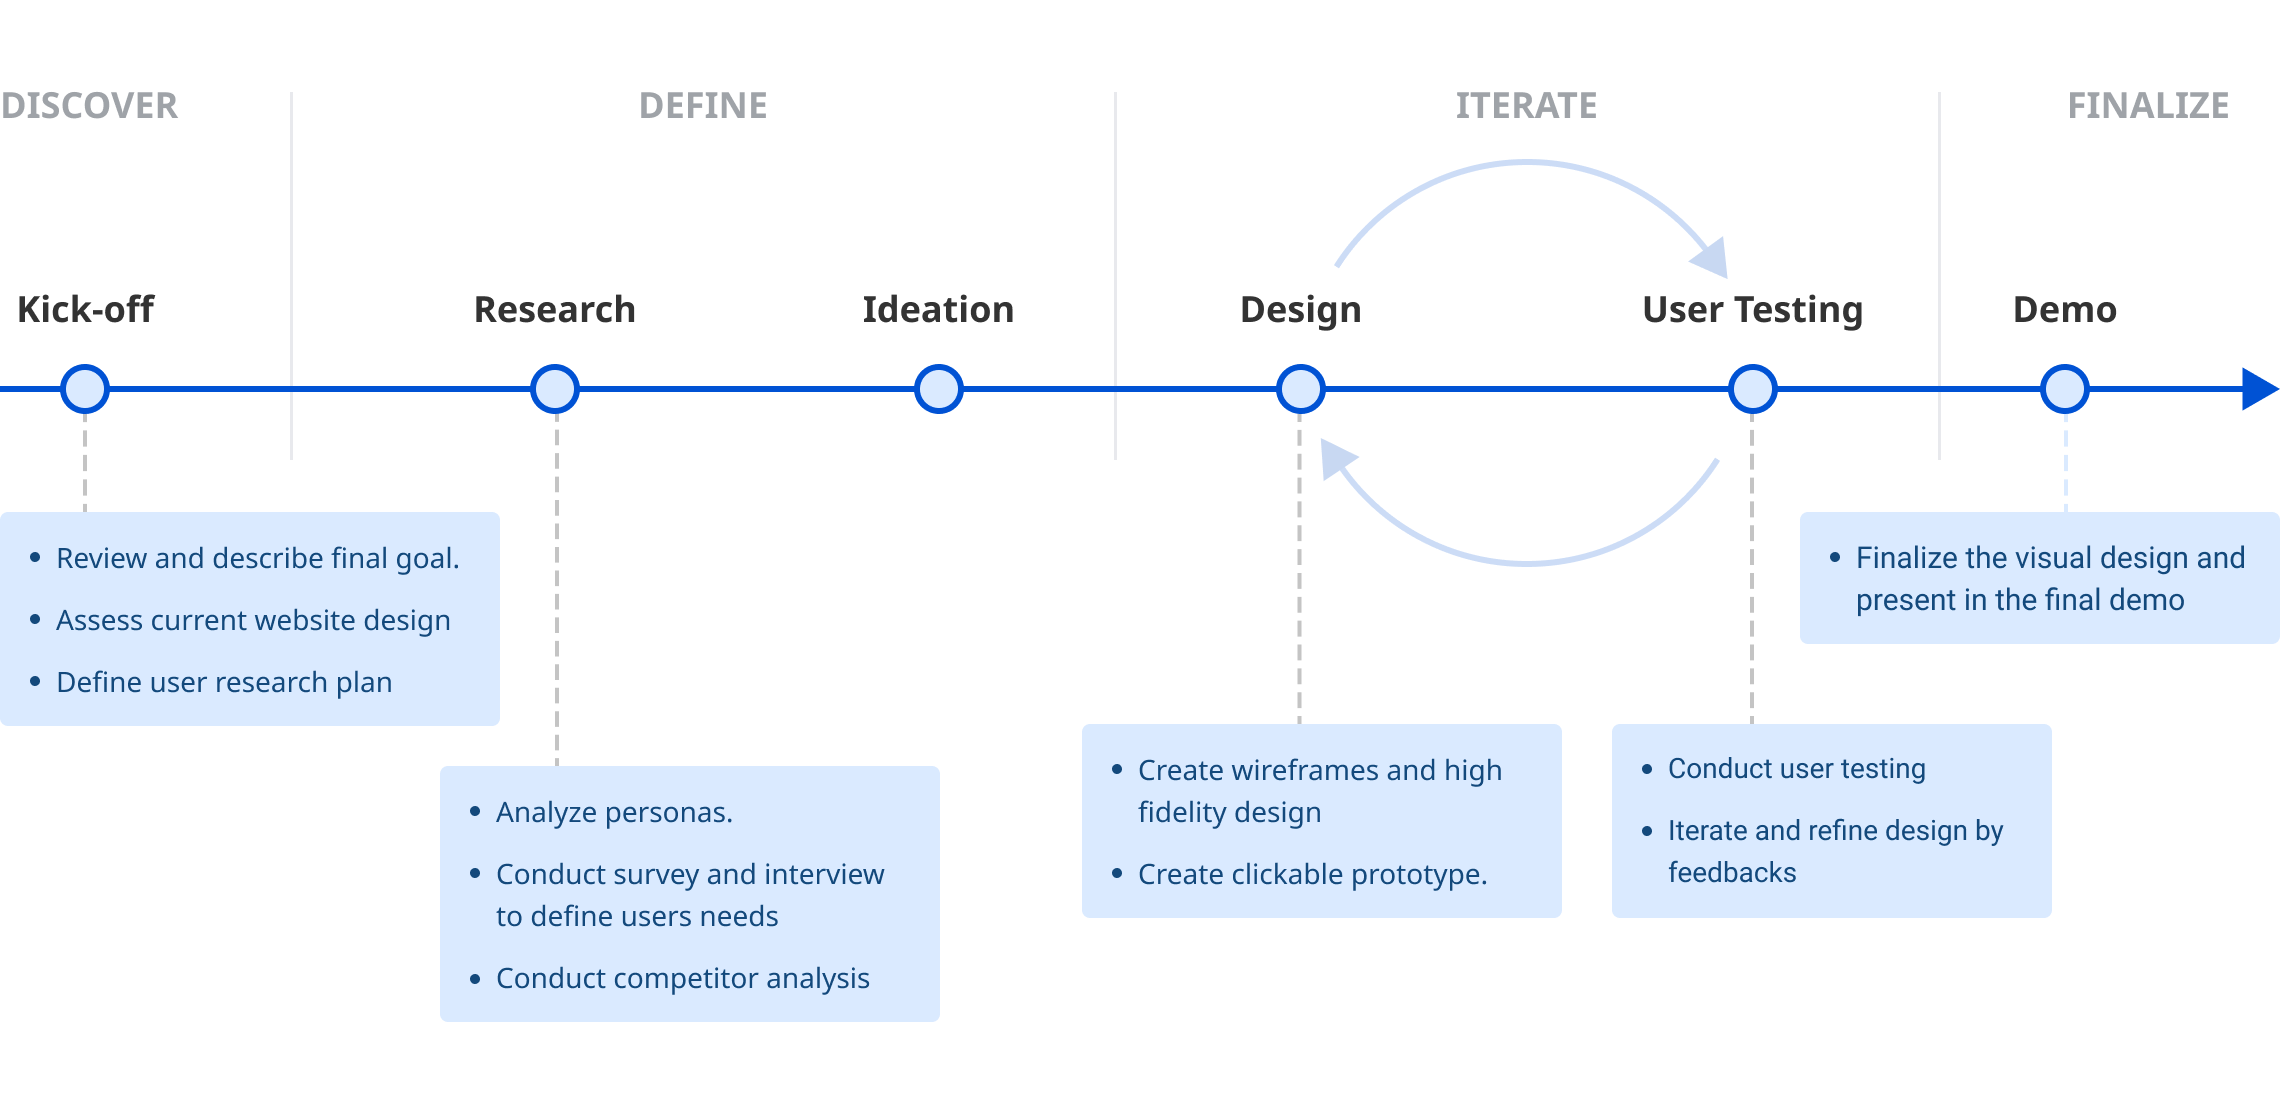 DISCOVER
DEFINE
ITERATE
FINALIZE
Kick-off
Research
Ideation
Design
User Testing
Demo
• Review and describe final goal.
• Assess current website design
• Define user research plan
• Analyze personas.
• Conduct survey and interview
to define users needs
• Conduct competitor analysis
• Create wireframes and high
fidelity design
• Create clickable prototype.
• Conduct user testing
• Iterate and refine design by
feedbacks
• Finalize the visual design and
present in the final demo